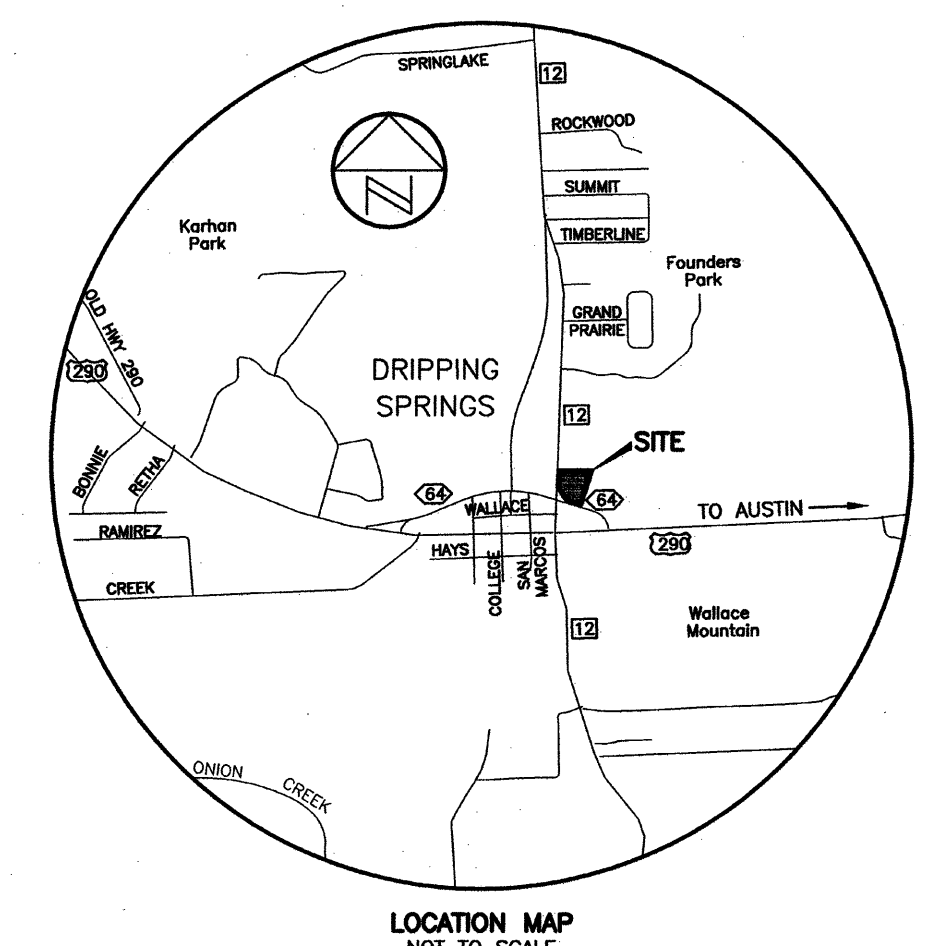 SPRINGLAKE
12
ROCKWOOD
SUMMIT
TIMBERLINE
Karhan
Park
Founders
Park
N
OLD HWY 290
290
GRAND
PRAIRIE
DRIPPING
SPRINGS
12
SITE
BONNIE
RETHA
64
WALLACE
64
TO AUSTIN
RAMIREZ
HAYS
COLLEGE
SAN
MARCOS
290
CREEK
12
Wallace
Mountain
ONION CREEK
LOCATION MAP
NOT TO SCALE